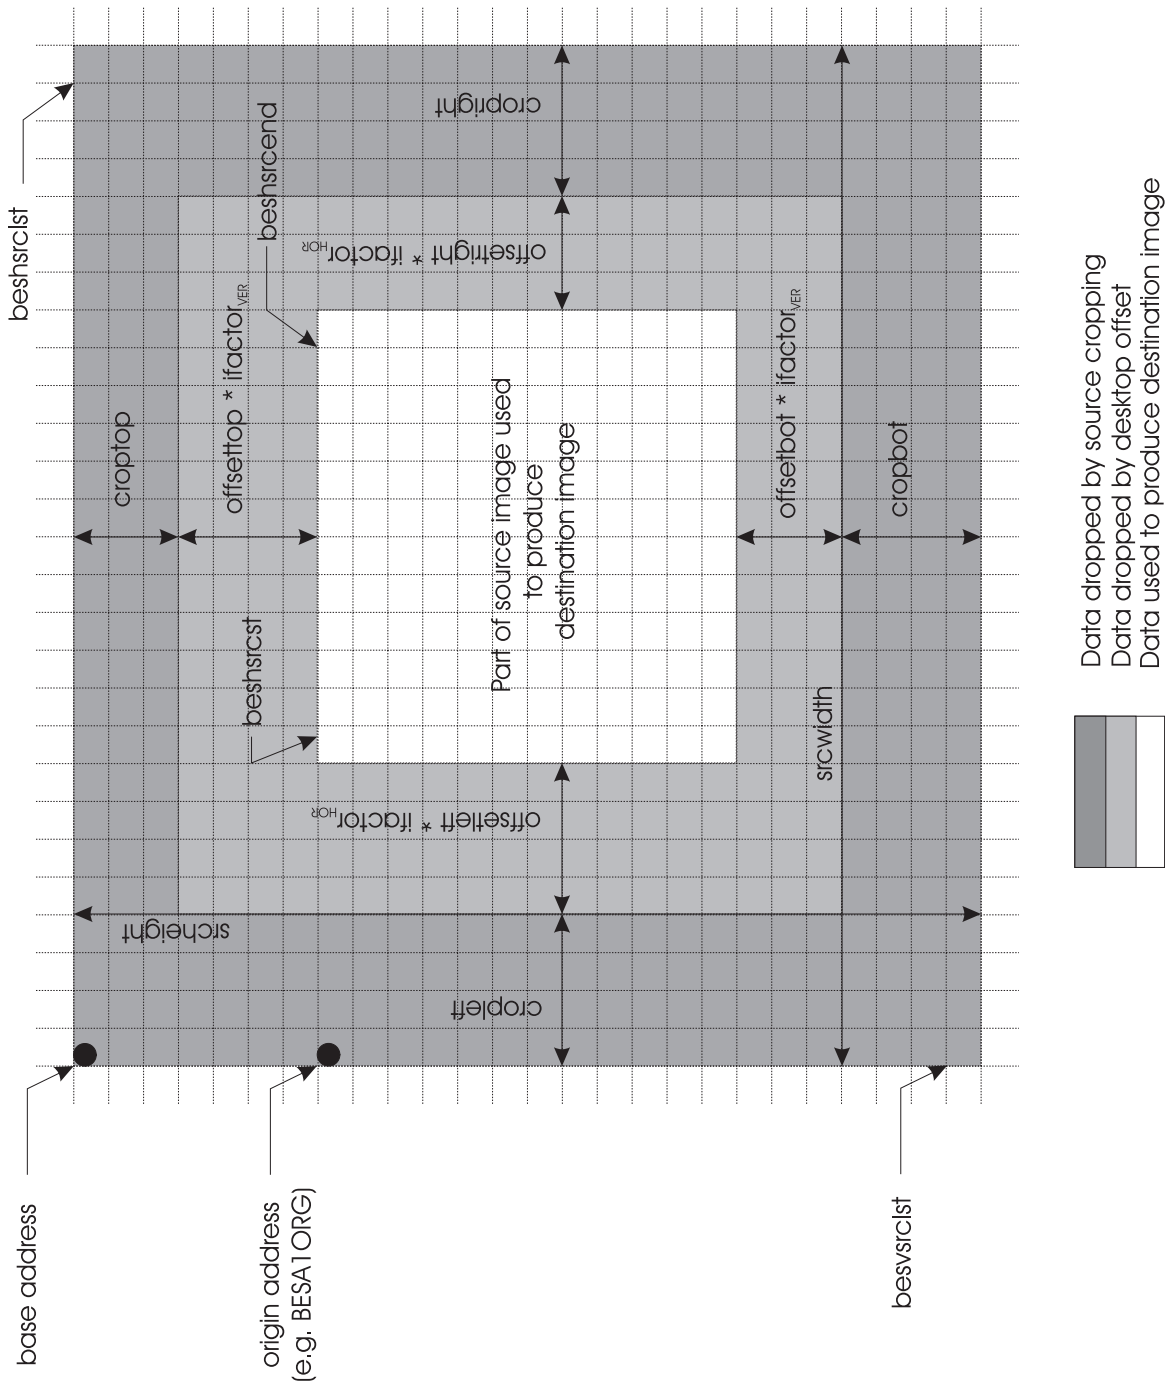 base address
origin address
(e.g. BESA1ORG)
besvsrclst
beshsrclst
srcheight
cropleft
croptop
offsettop * ifactorVER
beshsrcst
beshsrcend
offsetleft * ifactorHOR
Part of source image used
to produce
destination image
offsetright * ifactorHOR
cropright
offsetbot * ifactorVER
srcwidth
cropbot
Data dropped by source cropping
Data dropped by desktop offset
Data used to produce destination image